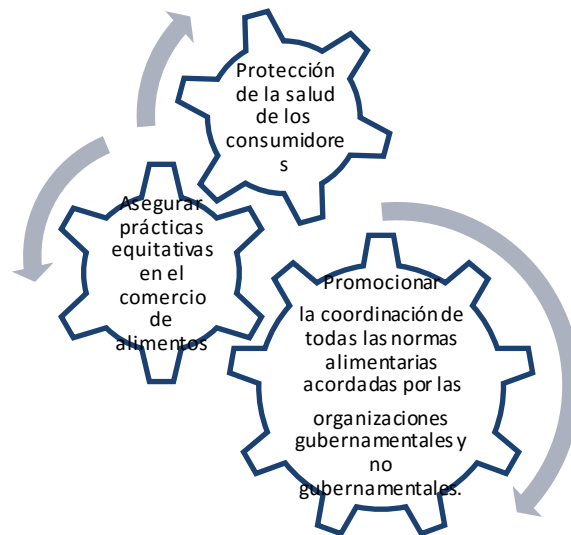 Protección
de la salud
de los
consumidore
s
Asegurar
prácticas
equitativas
en el
comercio
de
alimentos
Promocionar
la coordinación de
todas las normas
alimentarias
acordadas por las
organizaciones
gubernamentales y
no
gubernamentales.